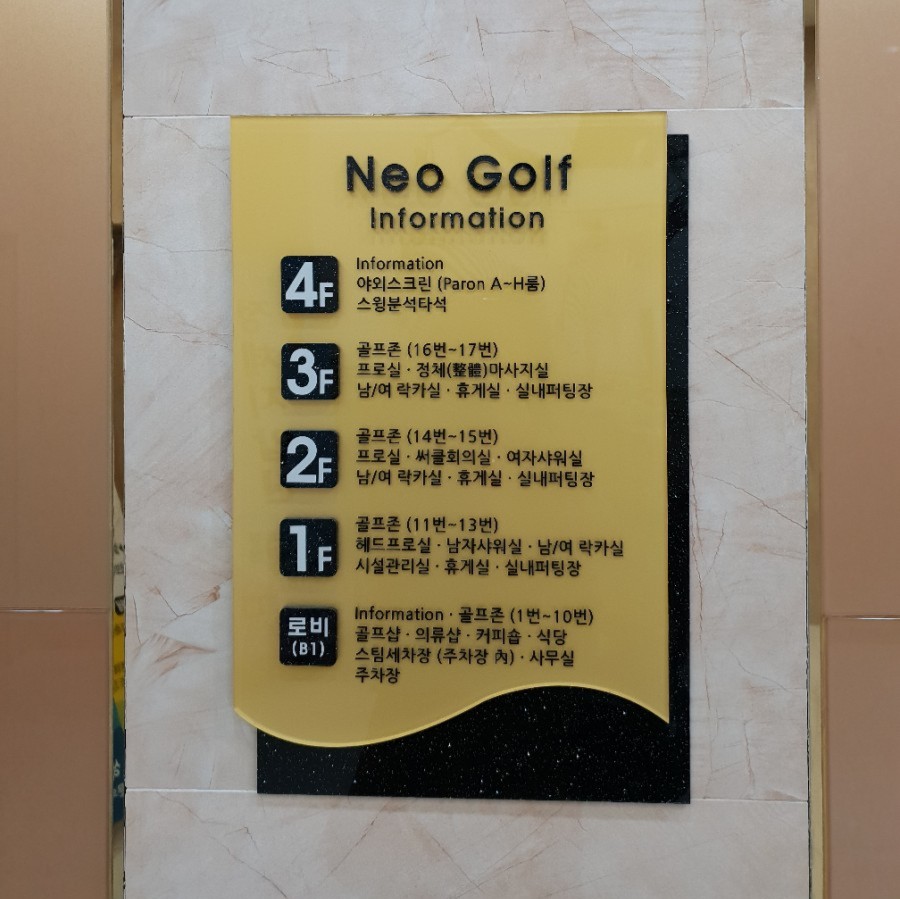 Neo Golf
Information
4F
Information
야외스크린 (Paron A~H룸)
스윙분석타석
3F
골프존 (16번~17번)
프로실 · 정체(整體)마사지실
남/여 락카실 · 휴게실 · 실내퍼팅장
2F
골프존 (14번~15번)
프로실 · 써클회의실 · 여자샤워실
남/여 락카실 · 휴게실 · 실내퍼팅장
1F
골프존 (11번~13번)
헤드프로실 · 남자샤워실 · 남/여 락카실
시설관리실 · 휴게실 · 실내퍼팅장
로비
(B1)
Information · 골프존 (1번~10번)
골프샵 · 의류샵 · 커피숍 · 식당
스팀세차장 (주차장 內) · 사무실
주차장